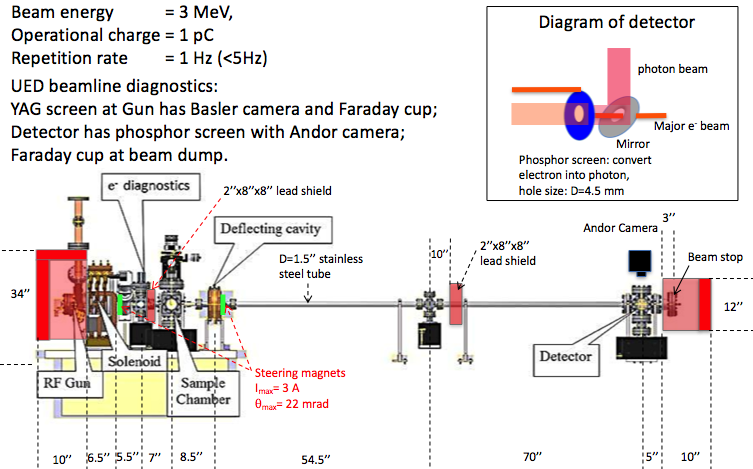 Beam energy = 3 MeV,
Operational charge = 1 pC
Repetition rate = 1 Hz (<5Hz)
UED beamline diagnostics:
YAG screen at Gun has Basler camera and Faraday cup;
Detector has phosphor screen with Andor camera;
Faraday cup at beam dump.
Diagram of detector
photon beam
Major e⁻ beam
Mirror
Phosphor screen: convert
electron into photon,
hole size: D=4.5 mm
e⁻ diagnostics
2’’x8’’x8’’ lead shield
Deflecting cavity
D=1.5’’ stainless
steel tube
10’’
2’’x8’’x8’’
lead shield
Andor Camera
3’’
Beam stop
34’’
12’’
RF Gun
Solenoid
Sample
Chamber
Steering magnets
Imax= 3 A
θmax= 22 mrad
Detector
10’’
6.5’’
5.5’’
7’’
8.5’’
54.5’’
70’’
5’’
10’’